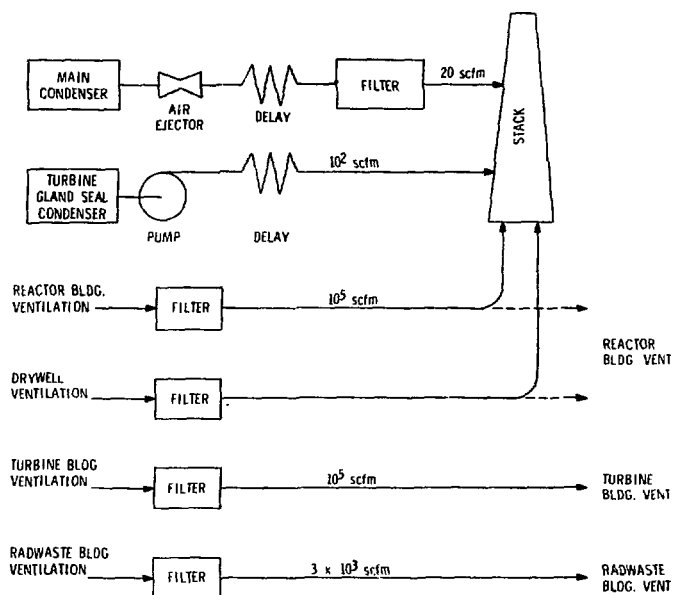 MAIN
CONDENSER
AIR
EJECTOR
DELAY
FILTER
20 scfm
STACK
TURBINE
GLAND SEAL
CONDENSER
PUMP
DELAY
10² scfm
REACTOR BLDG.
VENTILATION
FILTER
10⁵ scfm
REACTOR
BLDG VENT
DRYWELL
VENTILATION
FILTER
TURBINE BLDG
VENTILATION
FILTER
10⁵ scfm
TURBINE
BLDG. VENT
RADWASTE BLDG
VENTILATION
FILTER
3 x 10³ scfm
RADWASTE
BLDG. VENT